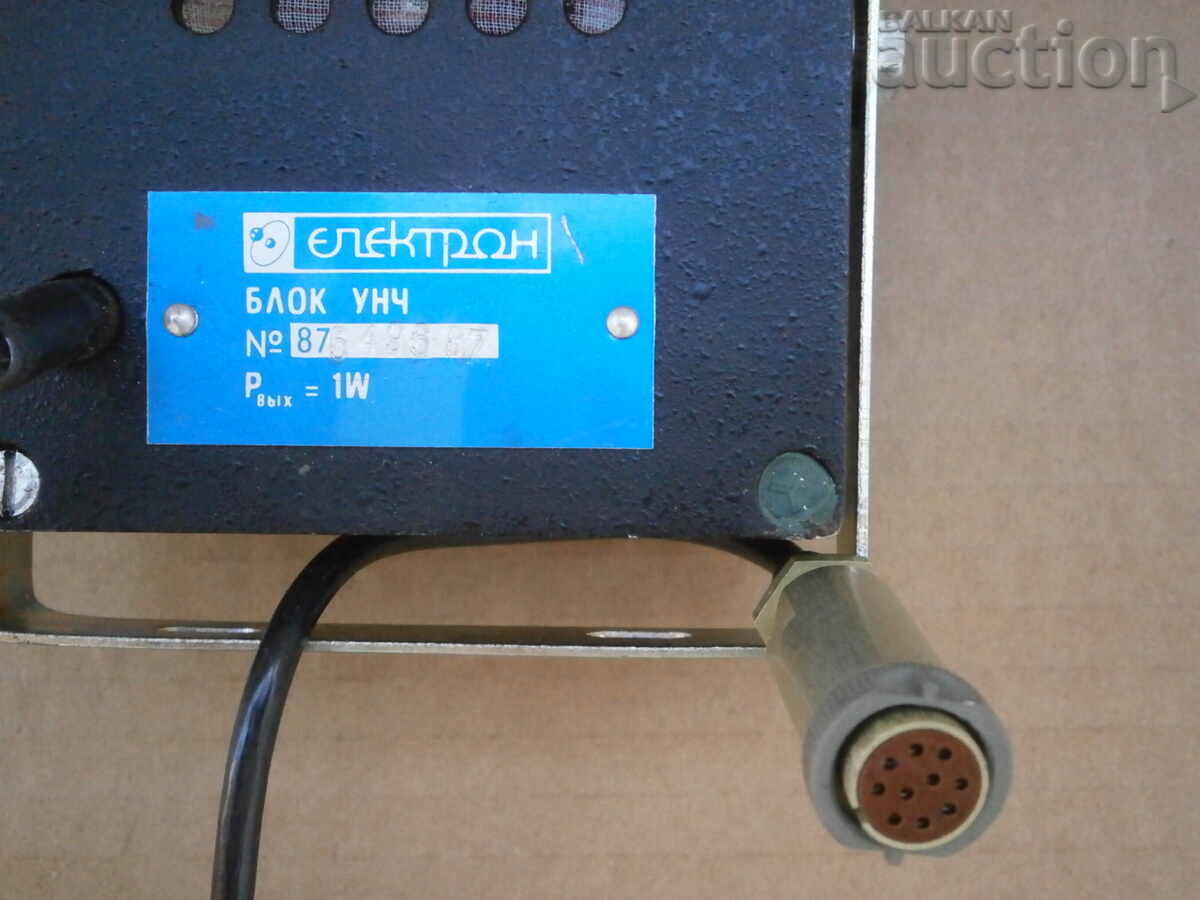 BALKAN
auction
ЕЛЕКТРОН
БЛОК УНЧ
№ 87
Pвых = 1W